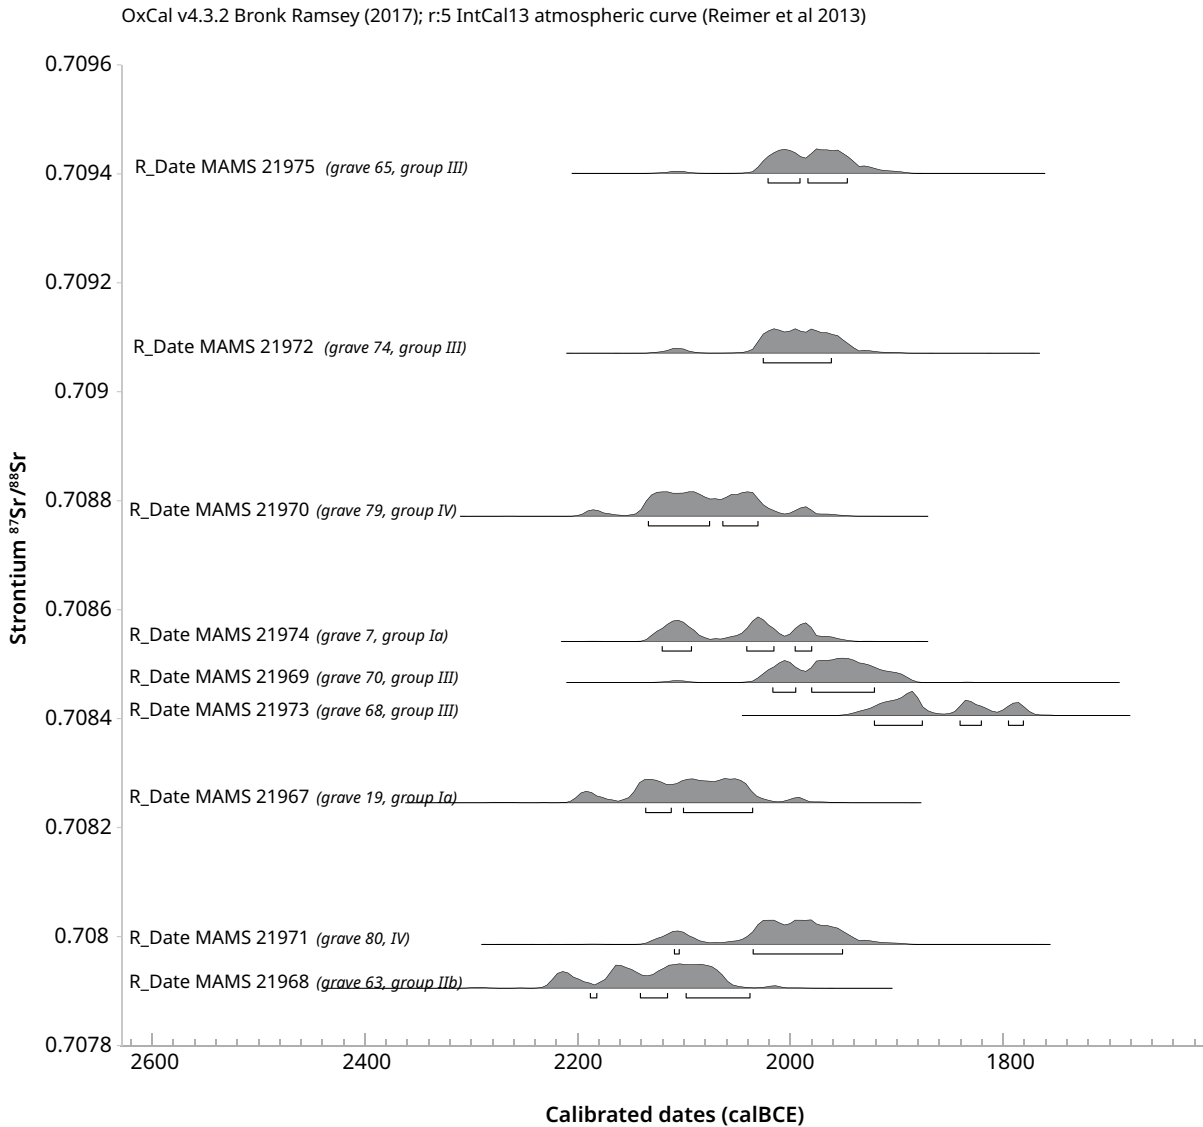 OxCal v4.3.2 Bronk Ramsey (2017); r:5 IntCal13 atmospheric curve (Reimer et al 2013)
0.7096
R_Date MAMS 21975 (grave 65, group III)
0.7094
0.7092
R_Date MAMS 21972 (grave 74, group III)
0.709
0.7088
R_Date MAMS 21970 (grave 79, group IV)
Strontium ⁸⁷Sr/⁸⁸Sr
0.7086
R_Date MAMS 21974 (grave 7, group Ia)
R_Date MAMS 21969 (grave 70, group III)
R_Date MAMS 21973 (grave 68, group III)
0.7084
R_Date MAMS 21967 (grave 19, group Ia)
0.7082
0.708
R_Date MAMS 21971 (grave 80, IV)
R_Date MAMS 21968 (grave 63, group IIb)
0.7078
2600 2400 2200 2000 1800
Calibrated dates (calBCE)